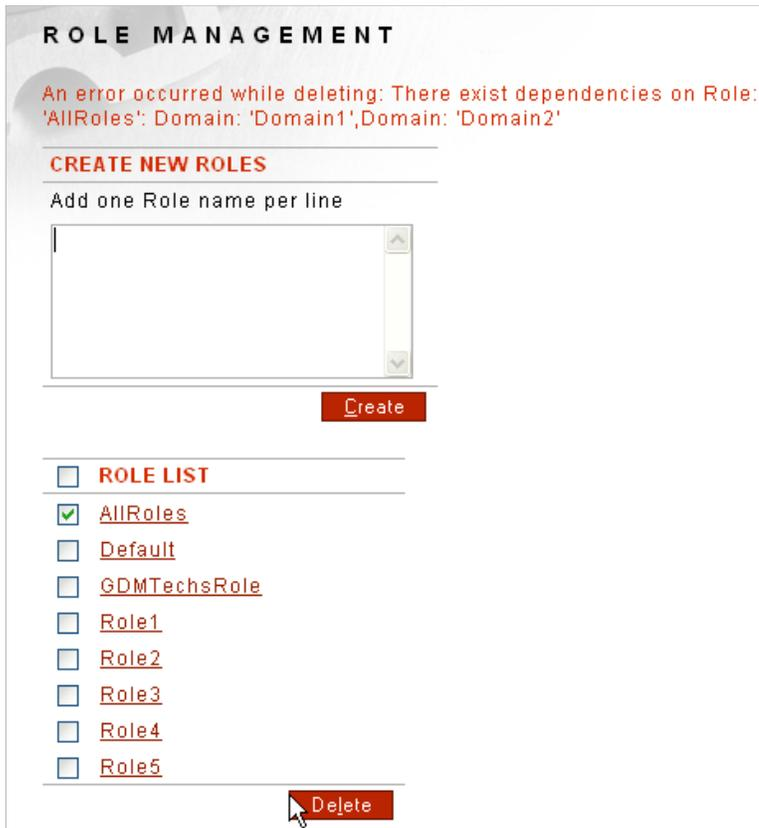 ROLE MANAGEMENT
An error occurred while deleting: There exist dependencies on Role:
'AllRoles': Domain: 'Domain1',Domain: 'Domain2'
CREATE NEW ROLES
Add one Role name per line
Create
ROLE LIST
AllRoles
Default
GDMTechsRole
Role1
Role2
Role3
Role4
Role5
Delete